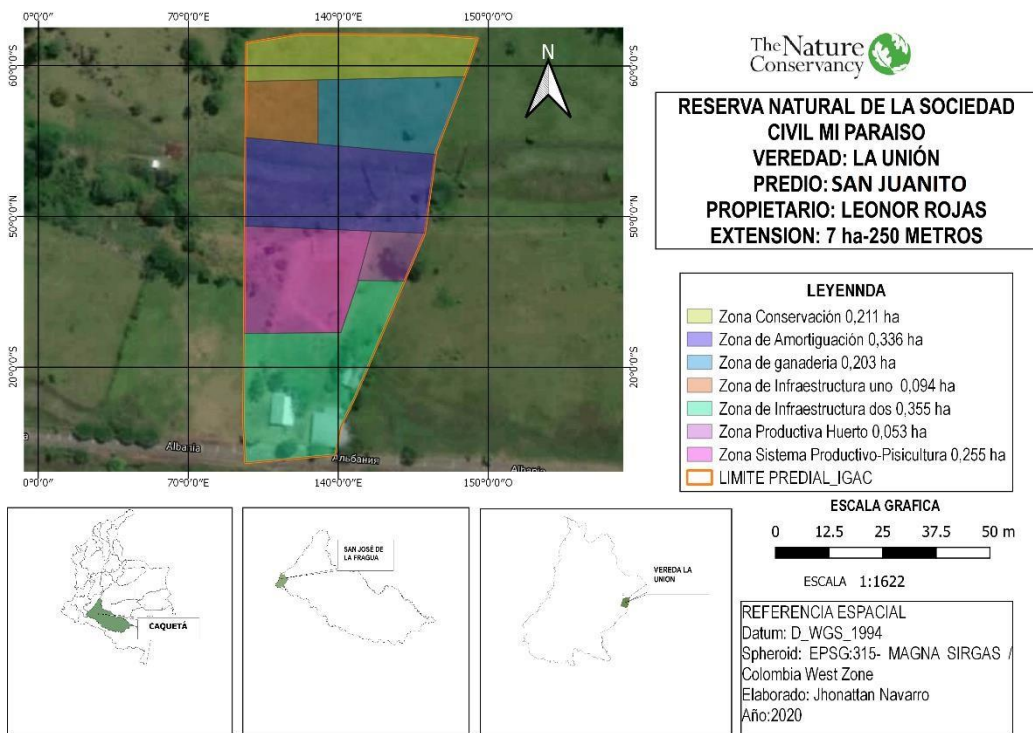 0°0'0" 70°0'0"E 140°0'0"E 150°0'0"E
60°0'0"S 60°0'0"S
50°0'0"N 50°0'0"N
20°0'0"S 20°0'0"S
N
Albania
Альбания
Albania
0°0'0" 70°0'0"E 140°0'0"E 150°0'0"E
The Nature
Conservancy
RESERVA NATURAL DE LA SOCIEDAD
CIVIL MI PARAISO
VEREDAD: LA UNIÓN
PREDIO: SAN JUANITO
PROPIETARIO: LEONOR ROJAS
EXTENSION: 7 ha-250 METROS
LEYENNDA
Zona Conservación 0,211 ha
Zona de Amortiguación 0,336 ha
Zona de ganaderia 0,203 ha
Zona de Infraestructura uno 0,094 ha
Zona de Infraestructura dos 0,355 ha
Zona Productiva Huerto 0,053 ha
Zona Sistema Productivo-Pisicultura 0,255 ha
LIMITE PREDIAL_IGAC
ESCALA GRAFICA
0 12.5 25 37.5 50 m
ESCALA 1:1622
CAQUETÁ
SAN JOSÉ DE
LA FRAGUA
VEREDA LA
UNION
REFERENCIA ESPACIAL
Datum: D_WGS_1994
Spheroid: EPSG:315- MAGNA SIRGAS /
Colombia West Zone
Elaborado: Jhonattan Navarro
Año:2020